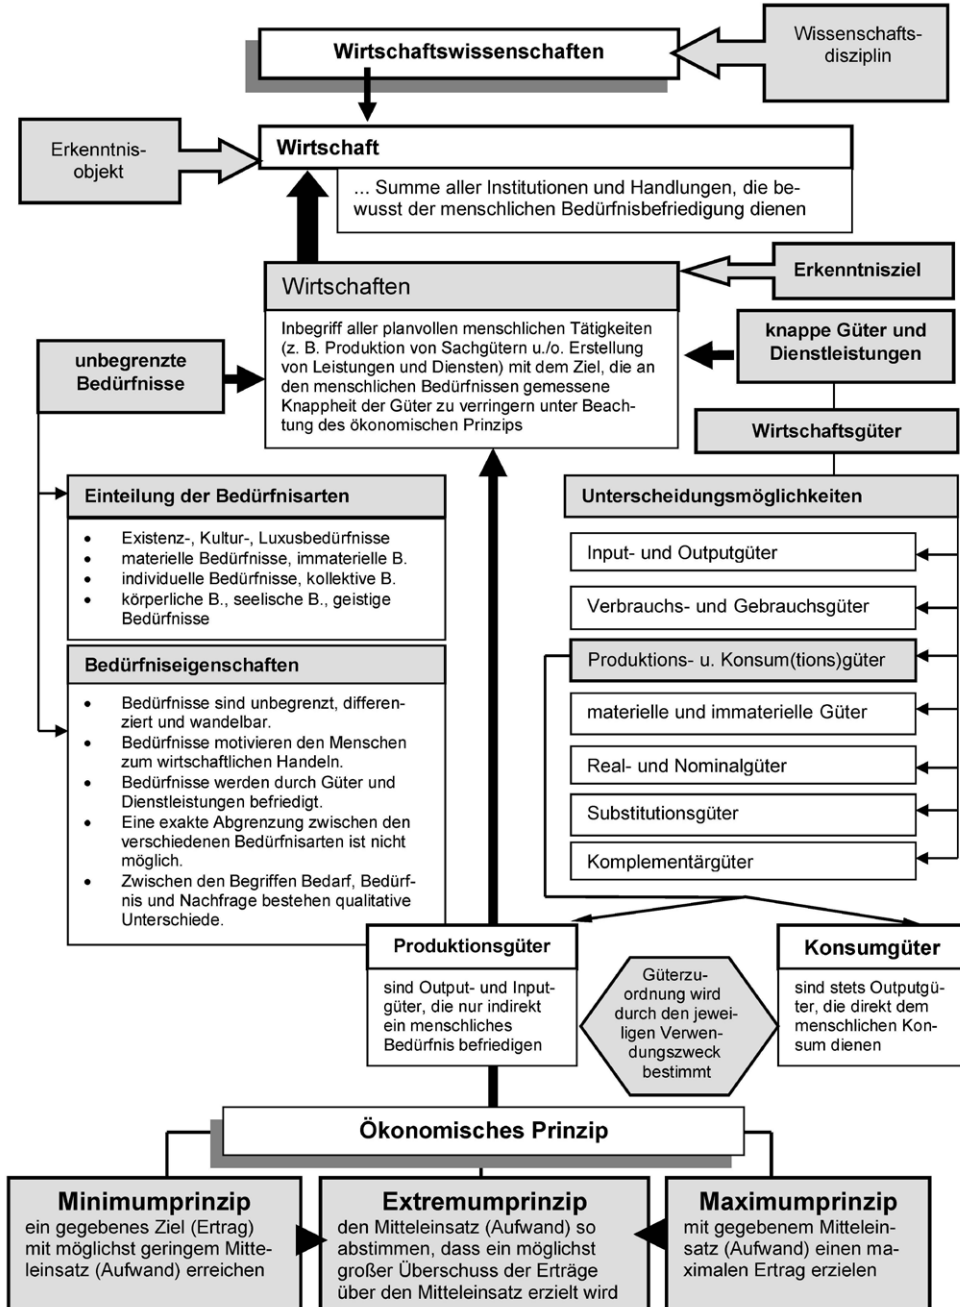 Wirtschaftswissenschaften
Wissenschafts-
disziplin
Erkenntnis-
objekt
Wirtschaft
... Summe aller Institutionen und Handlungen, die be-
wusst der menschlichen Bedürfnisbefriedigung dienen
Wirtschaften
Erkenntnisziel
Inbegriff aller planvollen menschlichen Tätigkeiten
(z. B. Produktion von Sachgütern u./o. Erstellung
von Leistungen und Diensten) mit dem Ziel, die an
den menschlichen Bedürfnissen gemessene
Knappheit der Güter zu verringern unter Beach-
tung des ökonomischen Prinzips
unbegrenzte
Bedürfnisse
knappe Güter und
Dienstleistungen
Wirtschaftsgüter
Einteilung der Bedürfnisarten
• Existenz-, Kultur-, Luxusbedürfnisse
• materielle Bedürfnisse, immaterielle B.
• individuelle Bedürfnisse, kollektive B.
• körperliche B., seelische B., geistige
Bedürfnisse
Bedürfniseigenschaften
• Bedürfnisse sind unbegrenzt, differen-
ziert und wandelbar.
• Bedürfnisse motivieren den Menschen
zum wirtschaftlichen Handeln.
• Bedürfnisse werden durch Güter und
Dienstleistungen befriedigt.
• Eine exakte Abgrenzung zwischen den
verschiedenen Bedürfnisarten ist nicht
möglich.
• Zwischen den Begriffen Bedarf, Bedürf-
nis und Nachfrage bestehen qualitative
Unterschiede.
Unterscheidungsmöglichkeiten
Input- und Outputgüter
Verbrauchs- und Gebrauchsgüter
Produktions- u. Konsum(tions)güter
materielle und immaterielle Güter
Real- und Nominalgüter
Substitutionsgüter
Komplementärgüter
Produktionsgüter
sind Output- und Input-
güter, die nur indirekt
ein menschliches
Bedürfnis befriedigen
Güterzu-
ordnung wird
durch den jewei-
ligen Verwen-
dungszweck
bestimmt
Konsumgüter
sind stets Outputgü-
ter, die direkt dem
menschlichen Kon-
sum dienen
Ökonomisches Prinzip
Minimumprinzip
ein gegebenes Ziel (Ertrag)
mit möglichst geringem Mitte-
leinsatz (Aufwand) erreichen
Extremumprinzip
den Mitteleinsatz (Aufwand) so
abstimmen, dass ein möglichst
großer Überschuss der Erträge
über den Mitteleinsatz erzielt wird
Maximumprinzip
mit gegebenem Mittelein-
satz (Aufwand) einen ma-
ximalen Ertrag erzielen